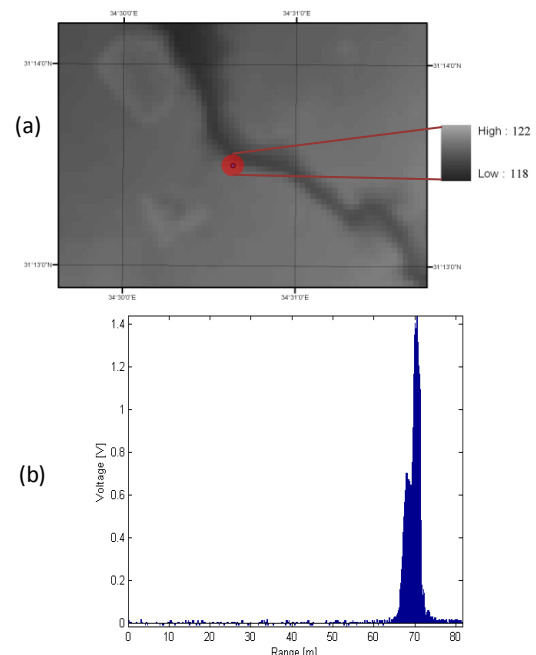 34°30'0"E 34°31'0"E
31°14'0"N 31°14'0"N
(a)
High : 122
Low : 118
31°13'0"N 31°13'0"N
34°30'0"E 34°31'0"E
(b)
Voltage [V]
1.4
1.2
1
0.8
0.6
0.4
0.2
0
0 10 20 30 40 50 60 70 80
Range [m]